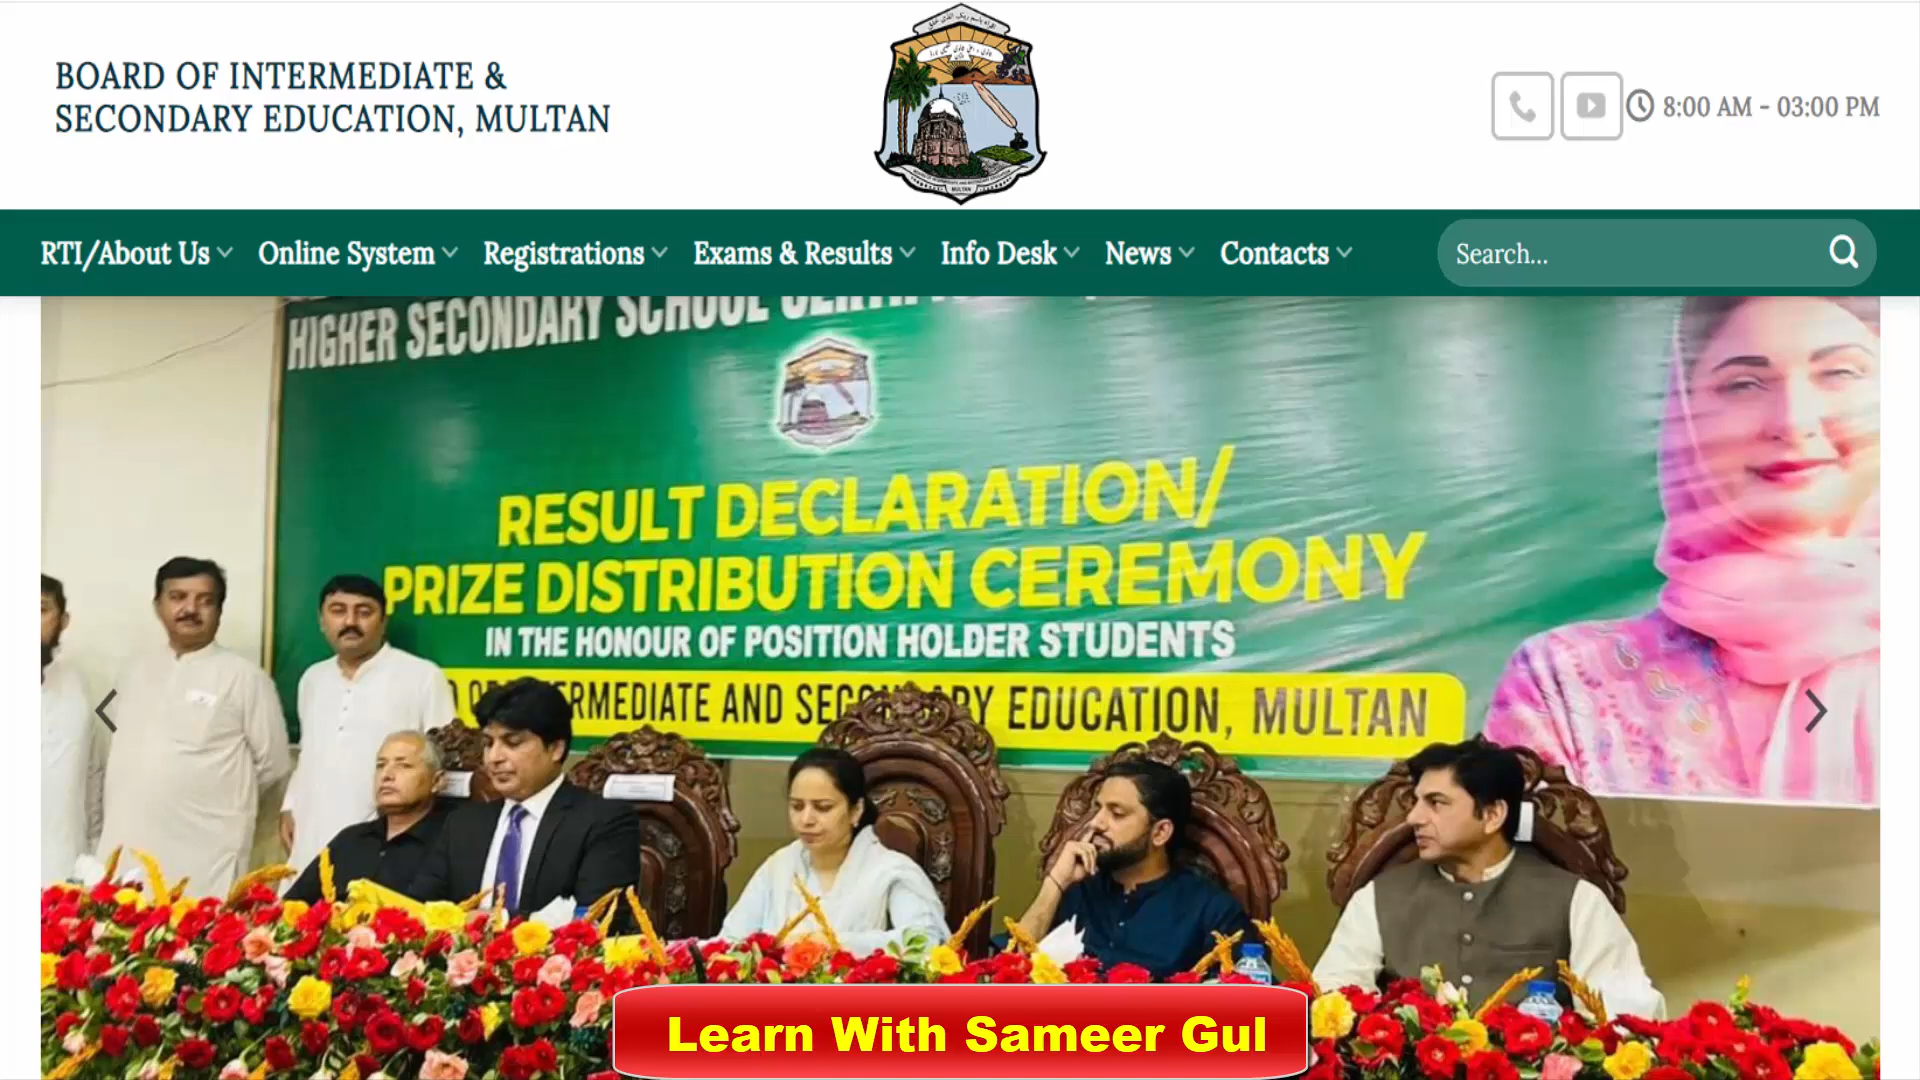 BOARD OF INTERMEDIATE &
SECONDARY EDUCATION, MULTAN
8:00 AM - 03:00 PM
RTI/About Us
Online System
Registrations
Exams & Results
Info Desk
News
Contacts
Search...
HIGHER SECONDARY SCHOOL
RESULT DECLARATION/
PRIZE DISTRIBUTION CEREMONY
IN THE HONOUR OF POSITION HOLDER STUDENTS
AND EDUCATION, MULTAN
Learn With Sameer Gul